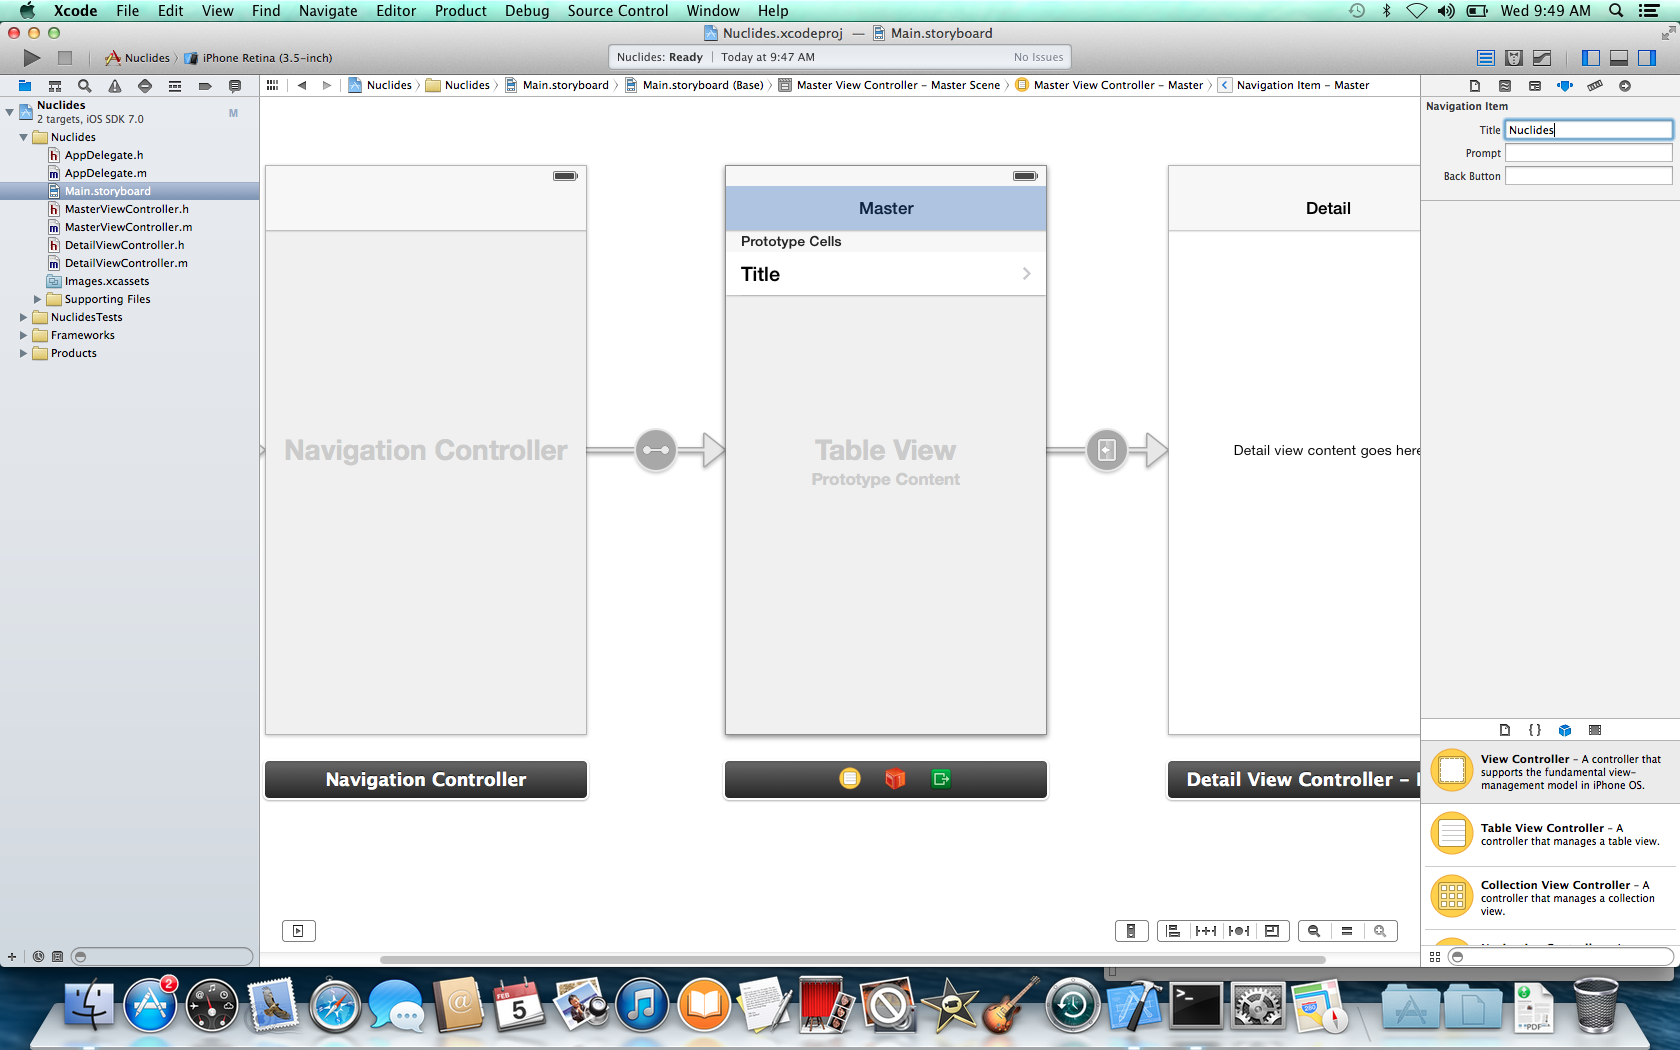 Xcode File Edit View Find Navigate Editor Product Debug Source Control Window Help Wed 9:49 AM
Nuclides.xcodeproj — Main.storyboard
Nuclides iPhone Retina (3.5-inch)
Nuclides: Ready Today at 9:47 AM No Issues
Nuclides Nuclides Main.storyboard Main.storyboard (Base) Master View Controller – Master Scene Master View Controller – Master Navigation Item – Master
Nuclides
2 targets, iOS SDK 7.0 M
Nuclides
h AppDelegate.h
m AppDelegate.m
Main.storyboard
h MasterViewController.h
m MasterViewController.m
h DetailViewController.h
m DetailViewController.m
Images.xcassets
Supporting Files
NuclidesTests
Frameworks
Products
Navigation Controller
Navigation Controller
Master
Prototype Cells
Title
Table View
Prototype Content
Detail
Detail view content goes here
Detail View Controller –
Navigation Item
Title Nuclides
Prompt
Back Button
{ }
View Controller – A controller that
supports the fundamental view-
management model in iPhone OS.
Table View Controller – A
controller that manages a table view.
Collection View Controller – A
controller that manages a collection
view.
2
FEB
5
>_
280
PDF